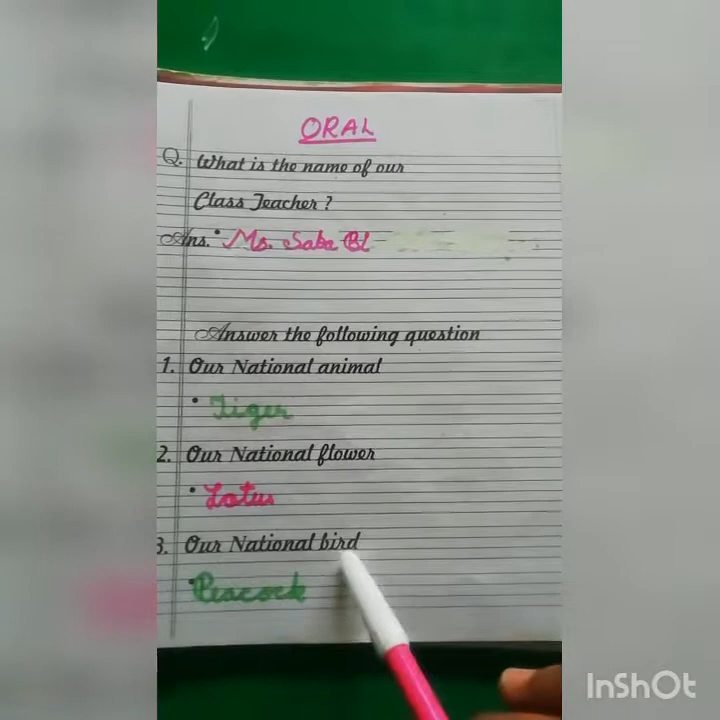 ORAL
Q. What is the name of our
Class Teacher ?
Ans. • Ms. Saba
Answer the following question
1. Our National animal
• Tiger
2. Our National flower
• Lotus
3. Our National bird
• Peacock
InShOt